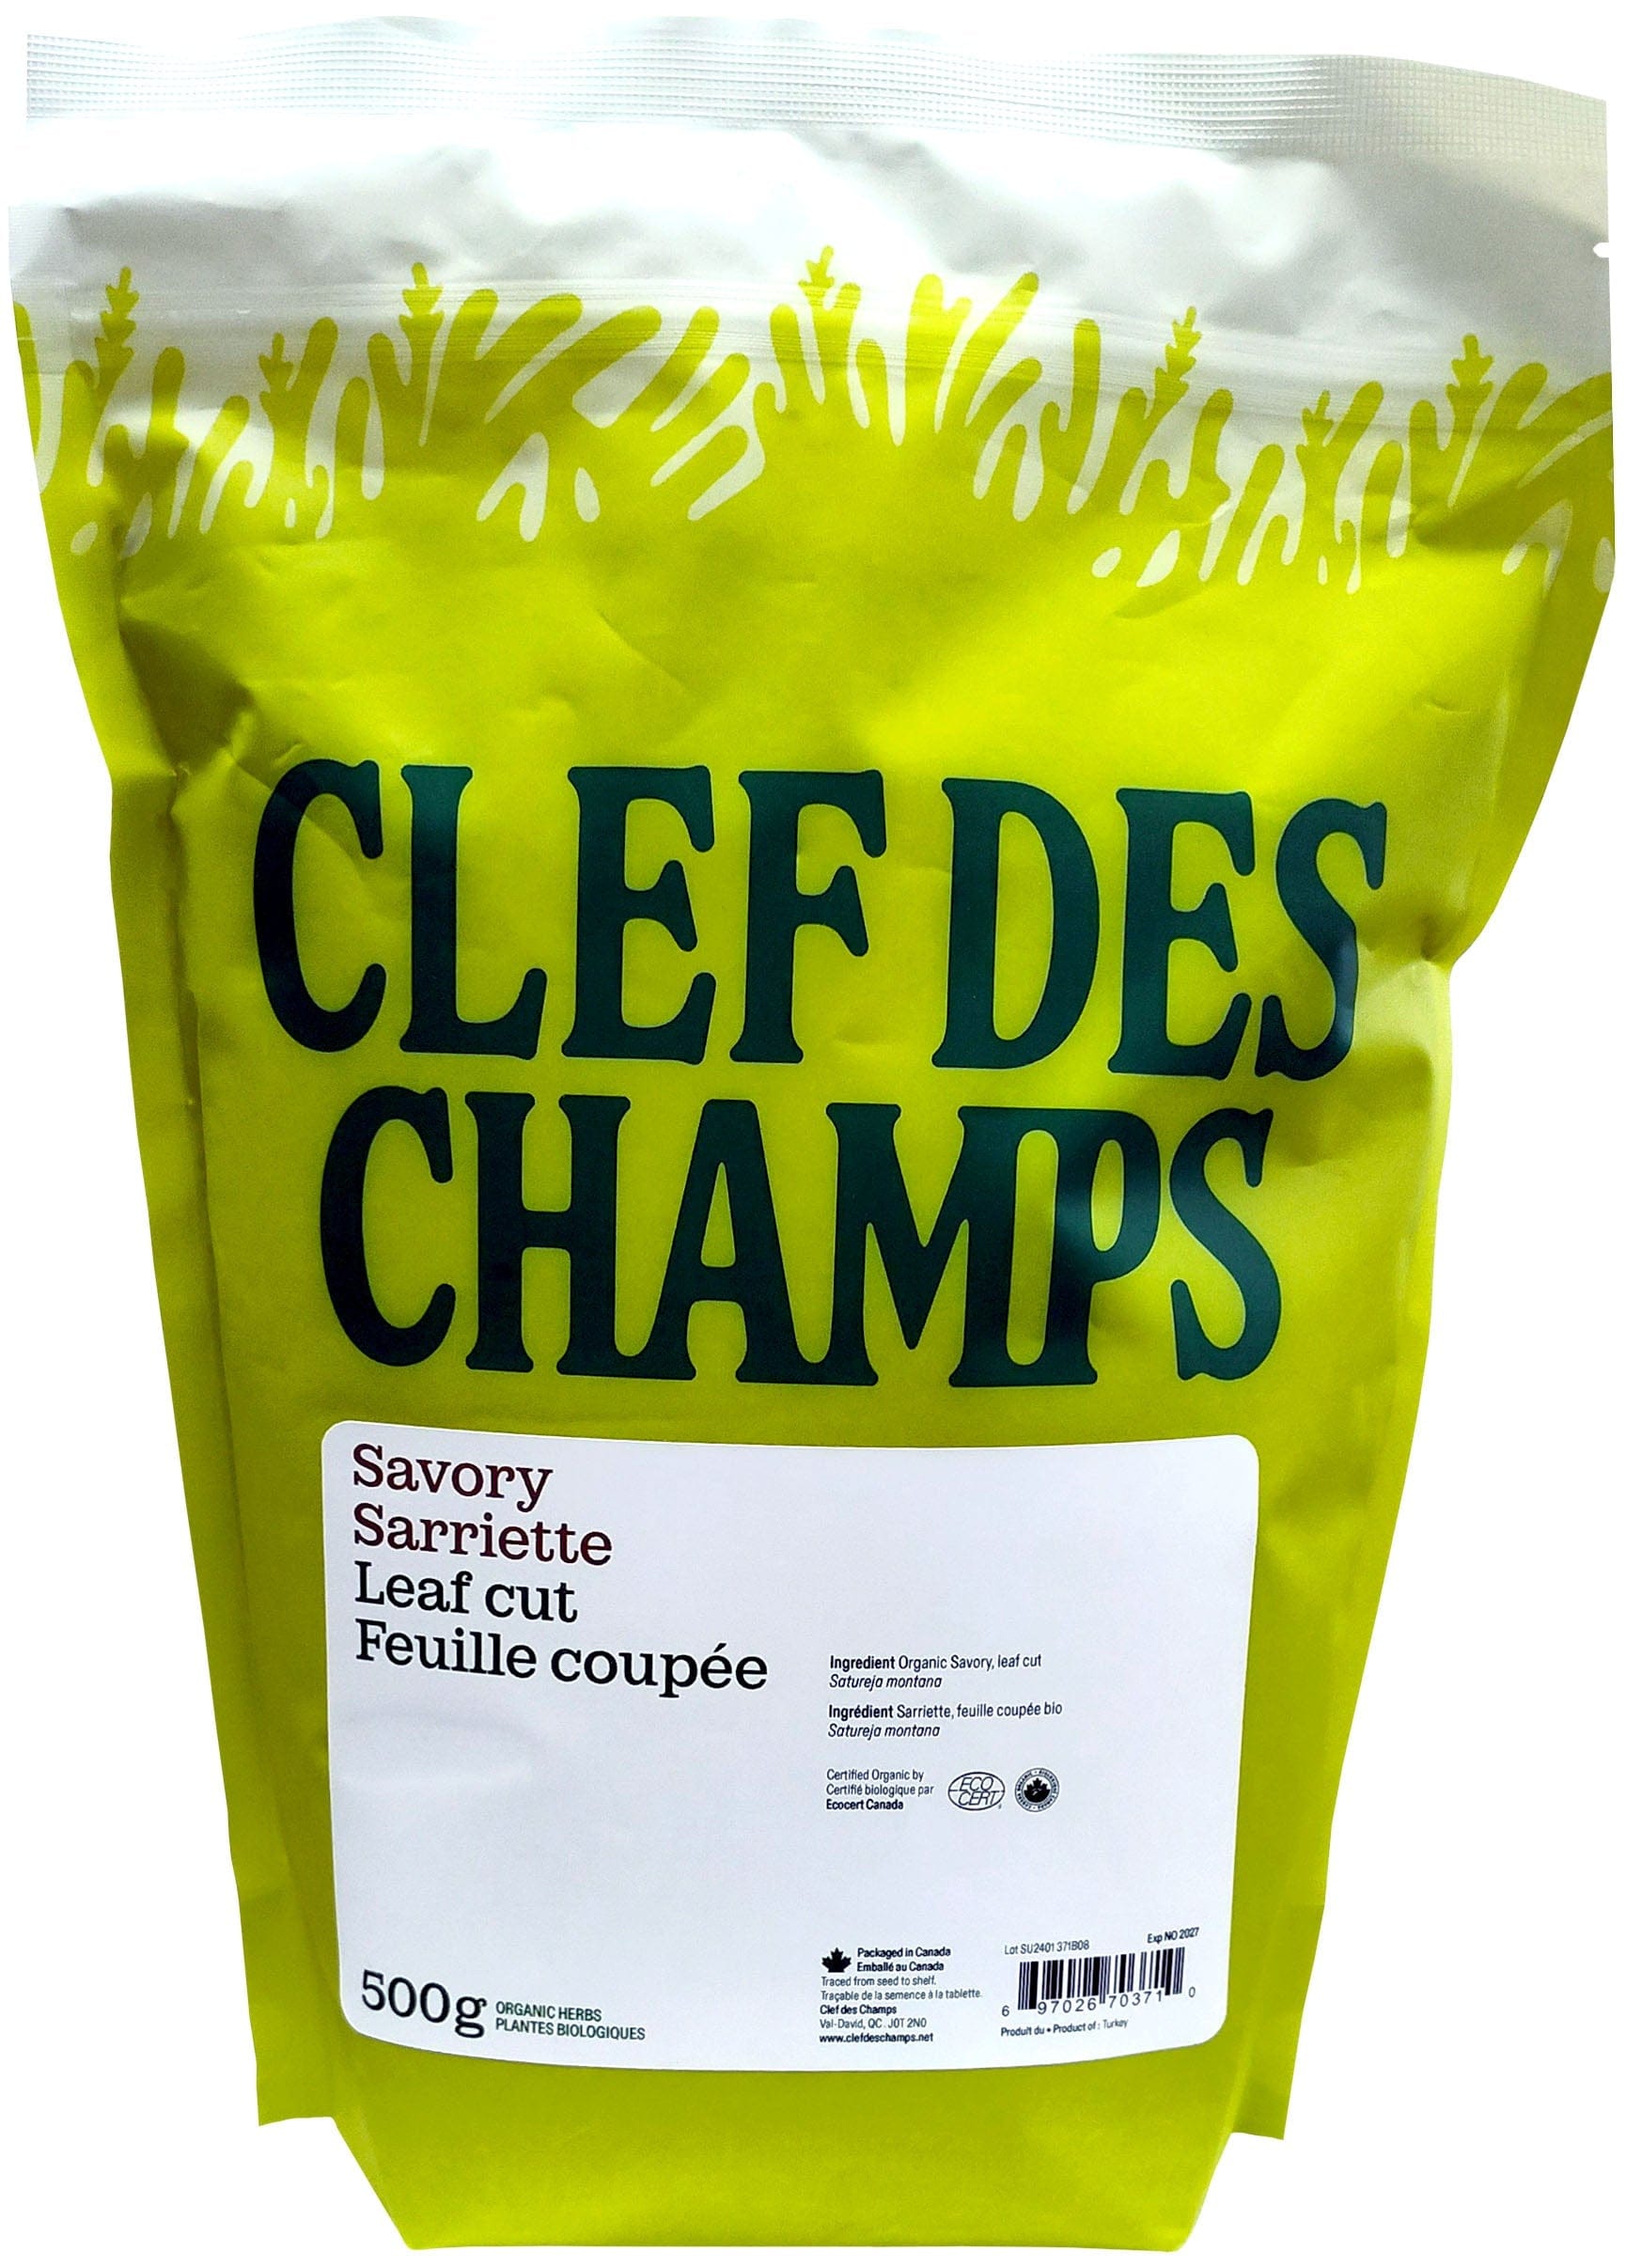 CLEF DES
CHAMPS
Savory
Sarriette
Leaf cut
Feuille coupée
Ingredient Organic Savory, leaf cut
Satureja montana
Ingrédient Sarriette, feuille coupée bio
Satureja montana
Certified Organic by
Certifié biologique par
Ecocert Canada
ECO
CERT
500g
ORGANIC HERBS
PLANTES BIOLOGIQUES
Packaged in Canada
Emballé au Canada
Traced from seed to shelf.
Traçable de la semence à la tablette.
Clef des Champs
Val-David, QC. J0T 2N0
www.clefdeschamps.net
Lot SU2401 371B08
Exp NO 2027
6 97026 70371 0
Produit du • Product of : Turkey